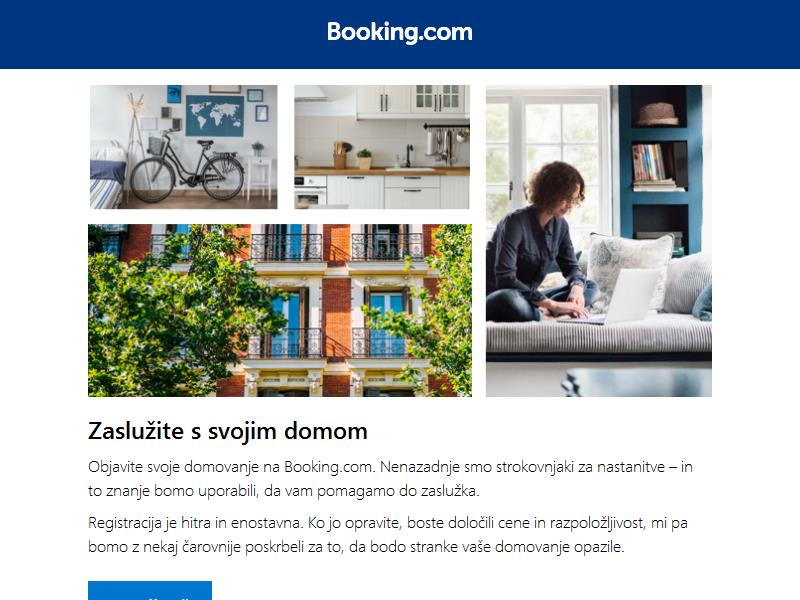 Booking.com
Zaslužite s svojim domom
Objavite svoje domovanje na Booking.com. Nenazadnje smo strokovnjaki za nastanitve – in
to znanje bomo uporabili, da vam pomagamo do zaslužka.
Registracija je hitra in enostavna. Ko jo opravite, boste določili cene in razpoložljivost, mi pa
bomo z nekaj čarovnije poskrbeli za to, da bodo stranke vaše domovanje opazile.